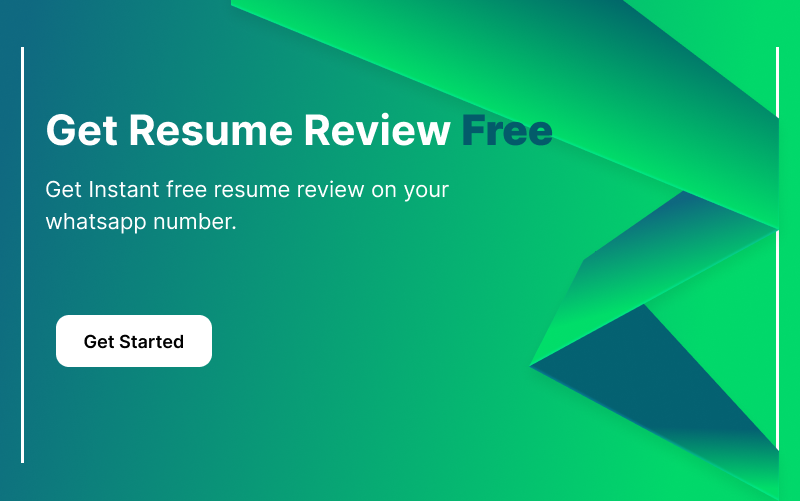 Get Resume Review Free
Get Instant free resume review on your
whatsapp number.
Get Started